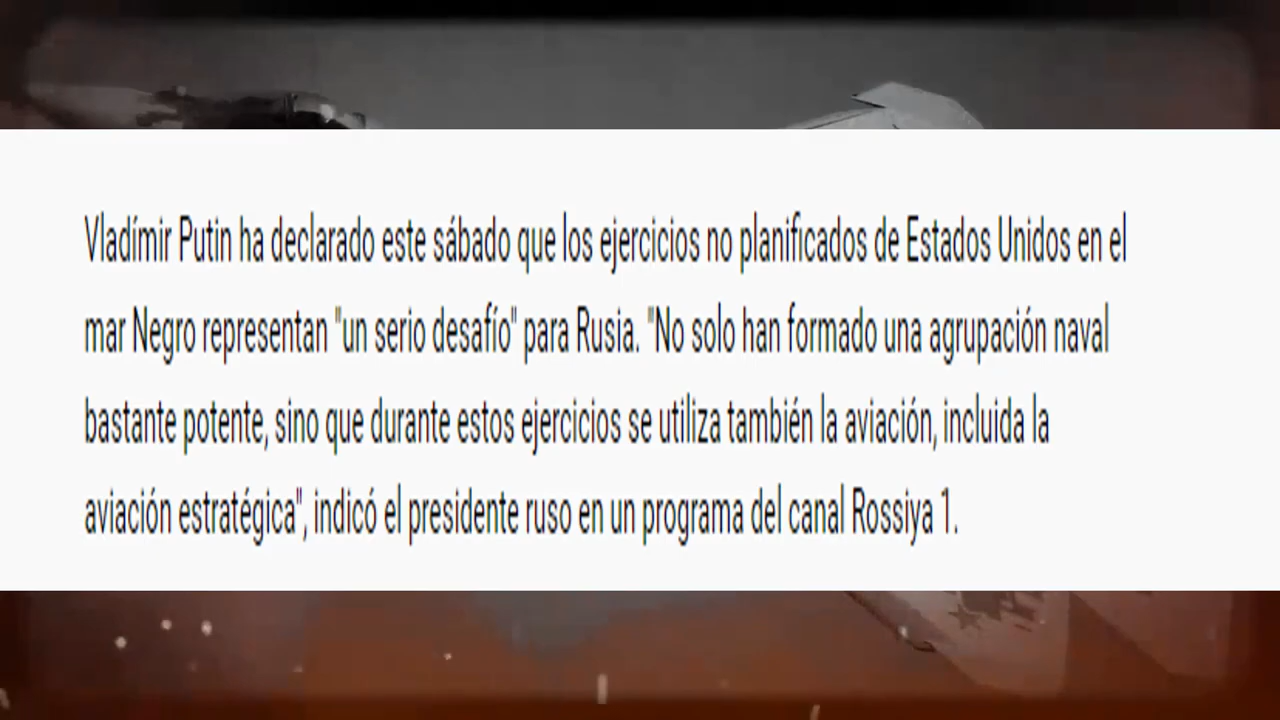 Vladímir Putin ha declarado este sábado que los ejercicios no planificados de Estados Unidos en el
mar Negro representan "un serio desafío" para Rusia. "No solo han formado una agrupación naval
bastante potente, sino que durante estos ejercicios se utiliza también la aviación, incluida la
aviación estratégica", indicó el presidente ruso en un programa del canal Rossiya 1.